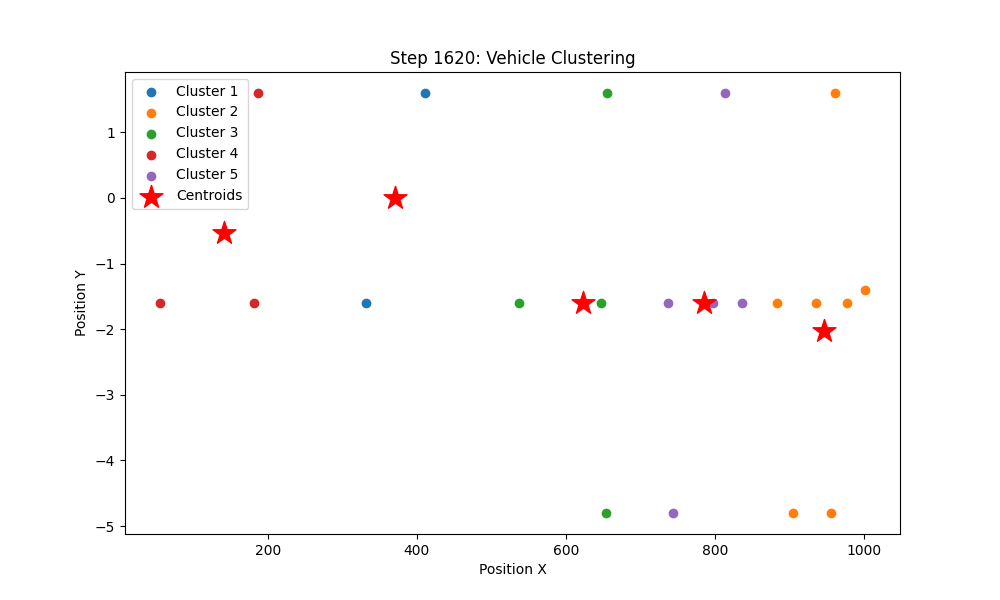 Step 1620: Vehicle Clustering
Cluster 1
Cluster 2
Cluster 3
Cluster 4
Cluster 5
Centroids
Position Y
1
0
−1
−2
−3
−4
−5
200
400
600
800
1000
Position X